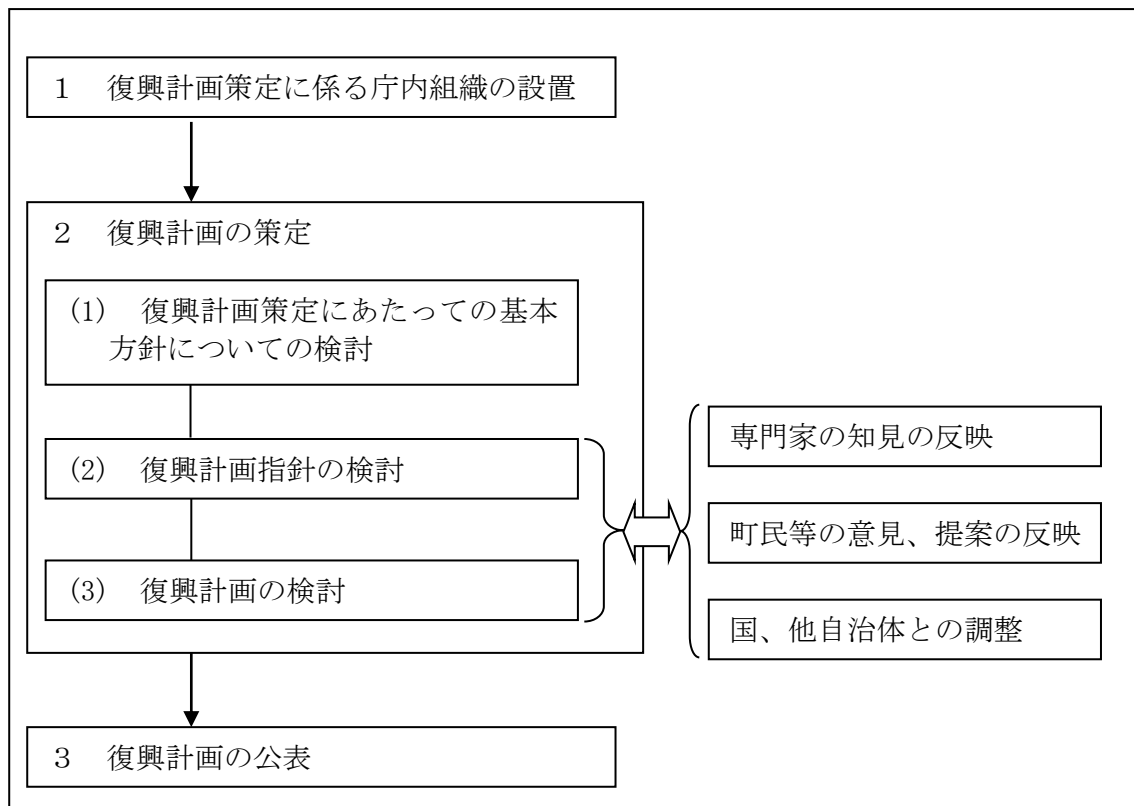 １　復興計画策定に係る庁内組織の設置
２　復興計画の策定
(1)　復興計画策定にあたっての基本
方針についての検討
(2)　復興計画指針の検討
(3)　復興計画の検討
専門家の知見の反映
町民等の意見、提案の反映
国、他自治体との調整
３　復興計画の公表